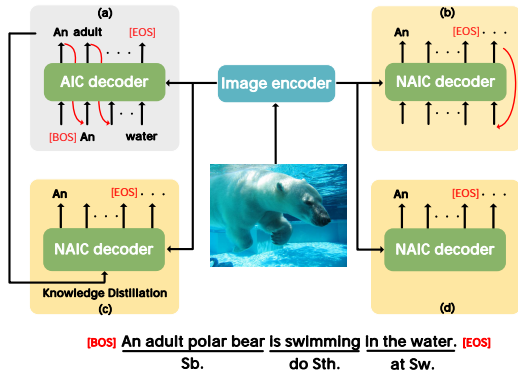 (a)
An adult [EOS]
. . .
AIC decoder
. . .
[BOS] An water
Image encoder
(b)
An [EOS] . . .
. . .
NAIC decoder
. . .
An [EOS] . . .
. . .
NAIC decoder
Knowledge Distillation
(c)
An [EOS] . . .
. . .
NAIC decoder
(d)
[BOS] An adult polar bear is swimming in the water. [EOS]
Sb. do Sth. at Sw.